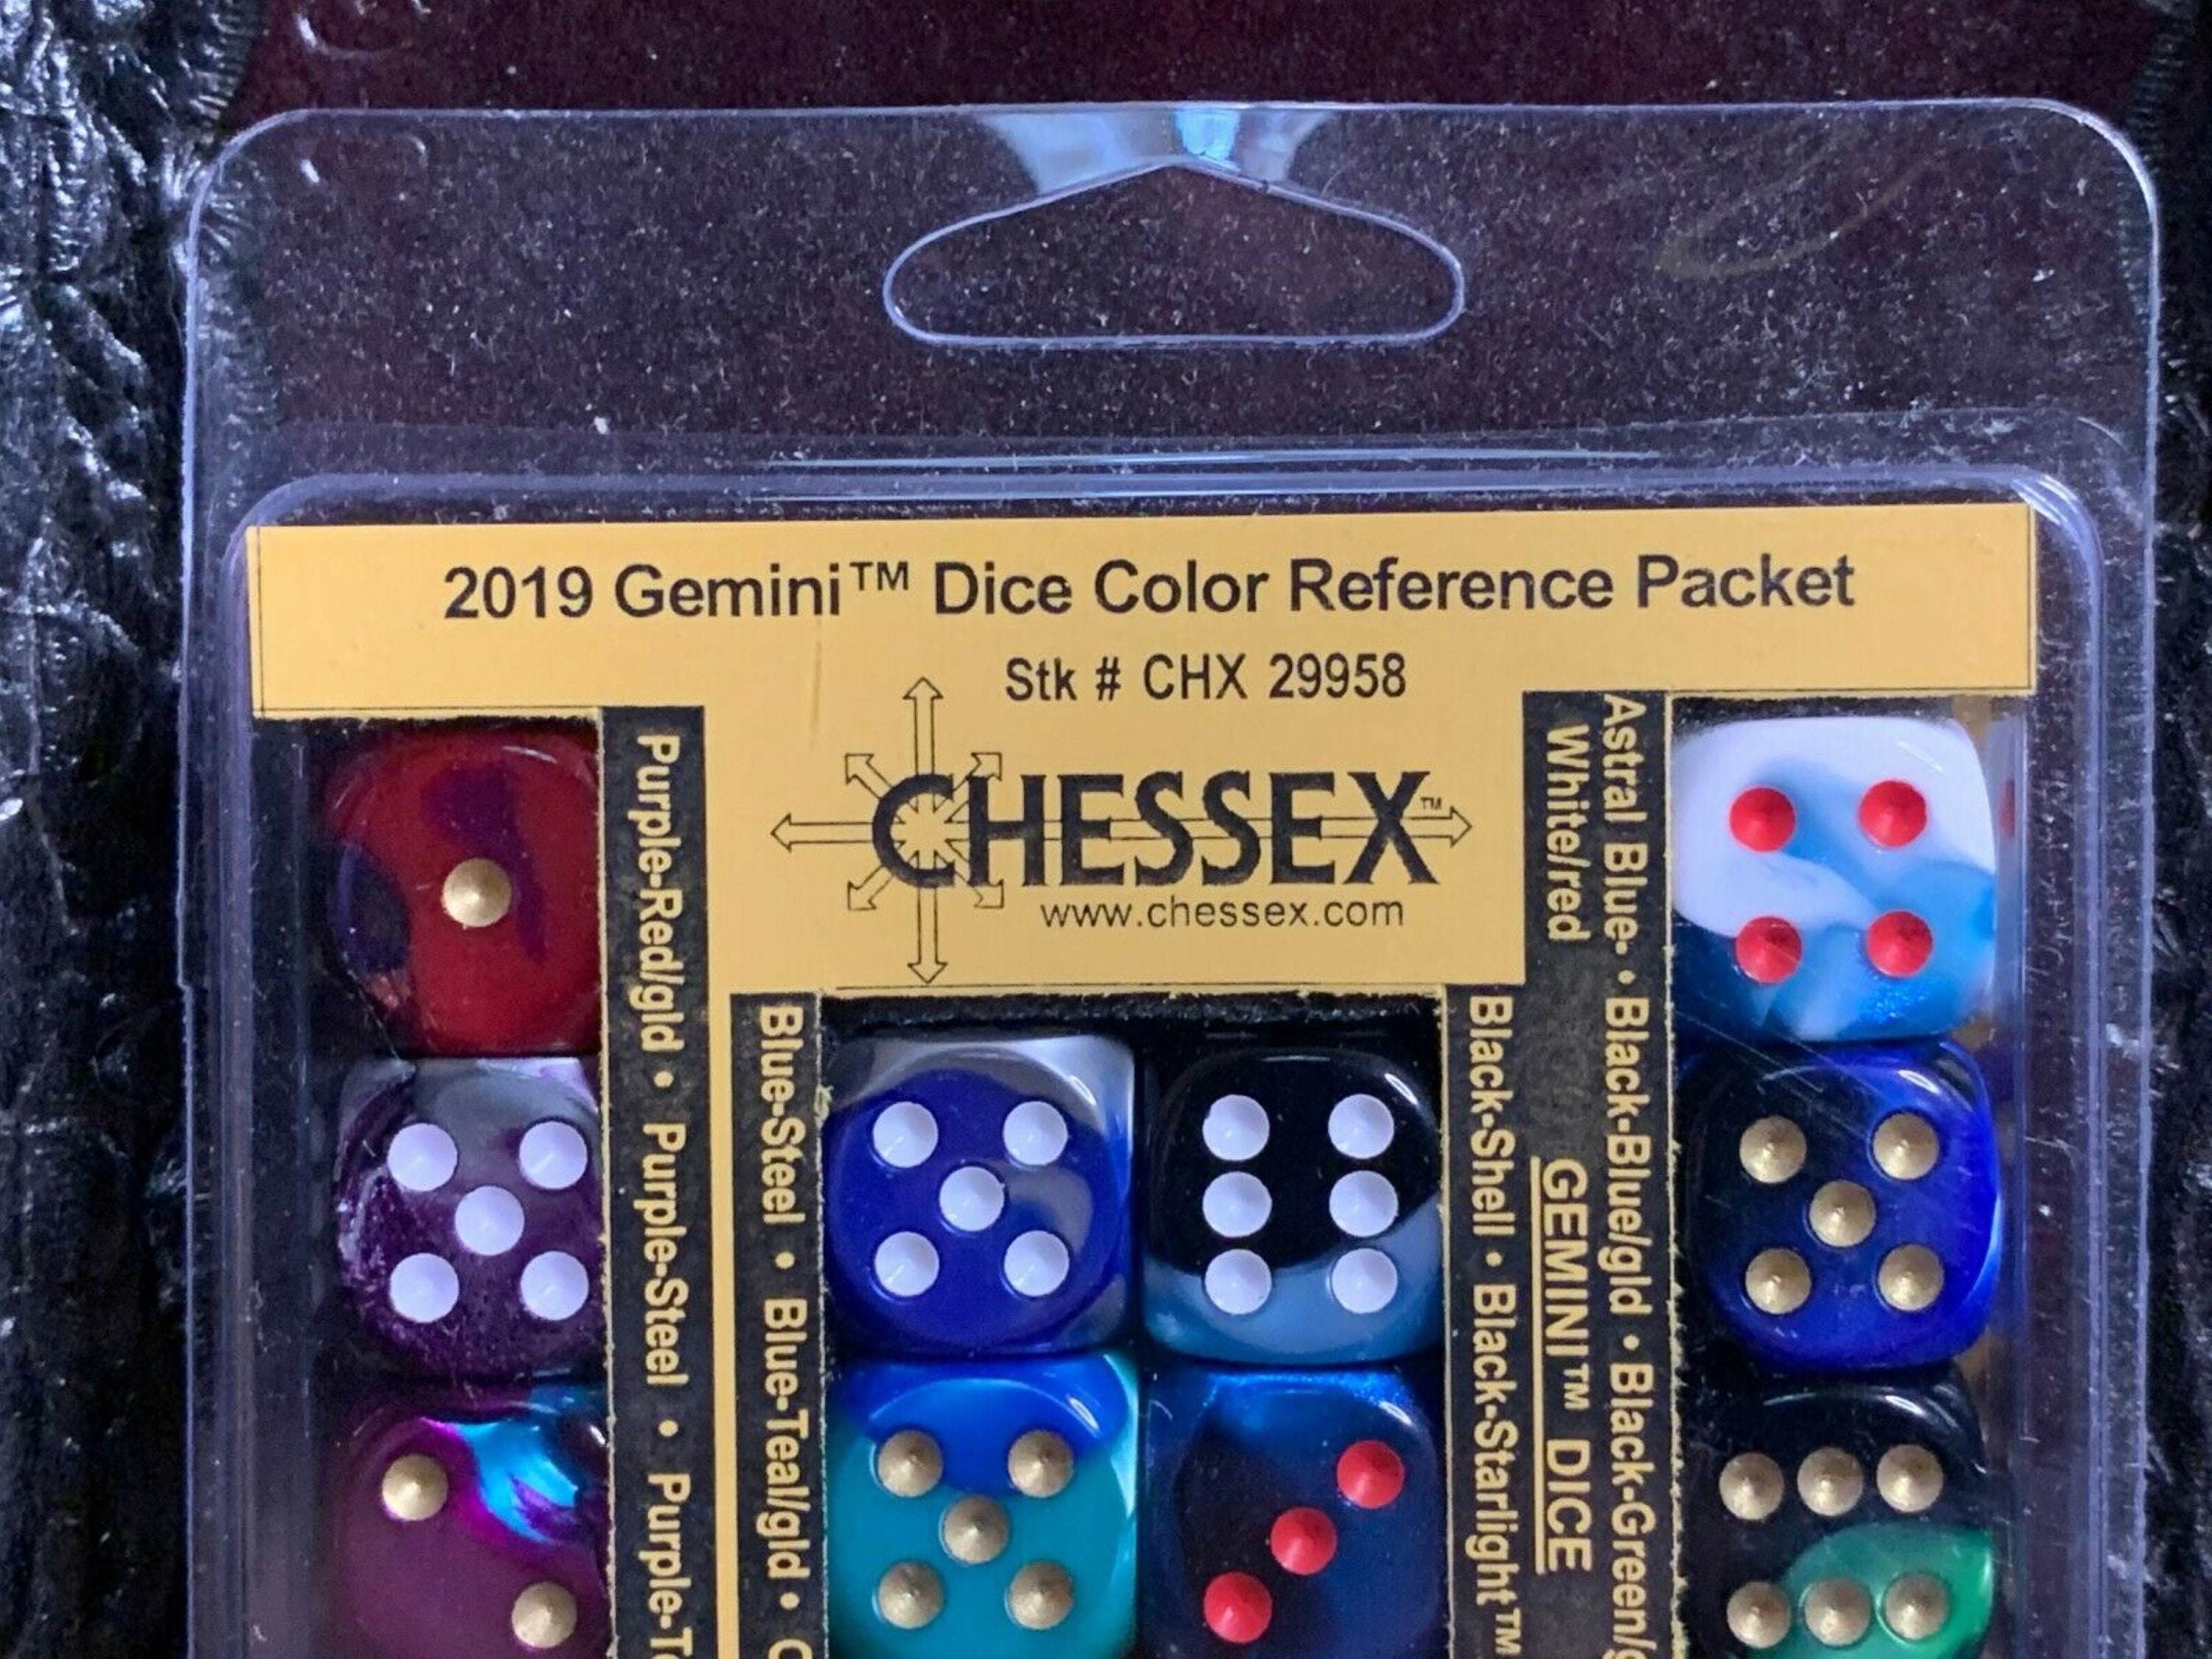 2019 Gemini™ Dice Color Reference Packet
Stk # CHX 29958
CHESSEX™
www.chessex.com
Purple-Red/gld • Purple-Steel • Purple-Te
Blue-Steel • Blue-Teal/gld •
Black-Shell • Black-Starlight™
GEMINI™ DICE
Astral Blue- • Black-Blue/gld • Black-Green/g
White/red